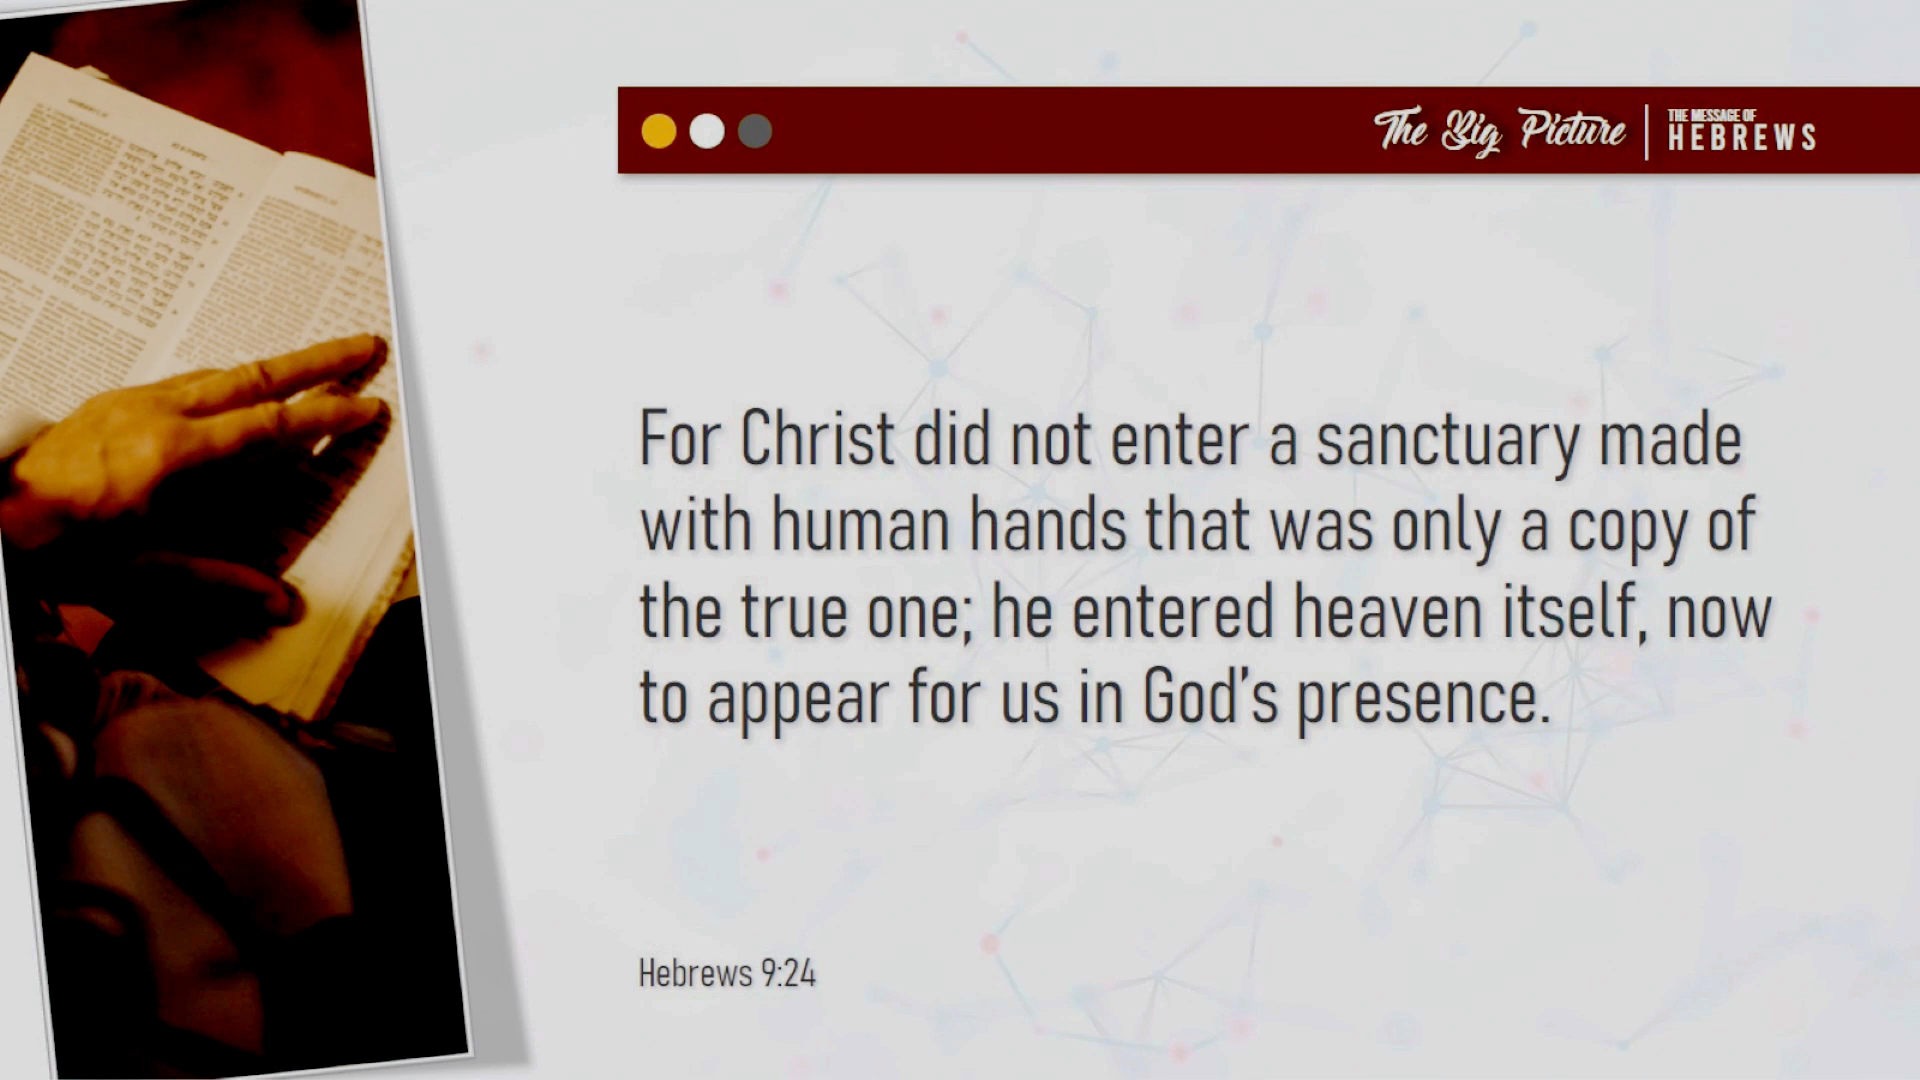 The Big Picture
THE MESSAGE OF
HEBREWS
For Christ did not enter a sanctuary made
with human hands that was only a copy of
the true one; he entered heaven itself, now
to appear for us in God’s presence.
Hebrews 9:24